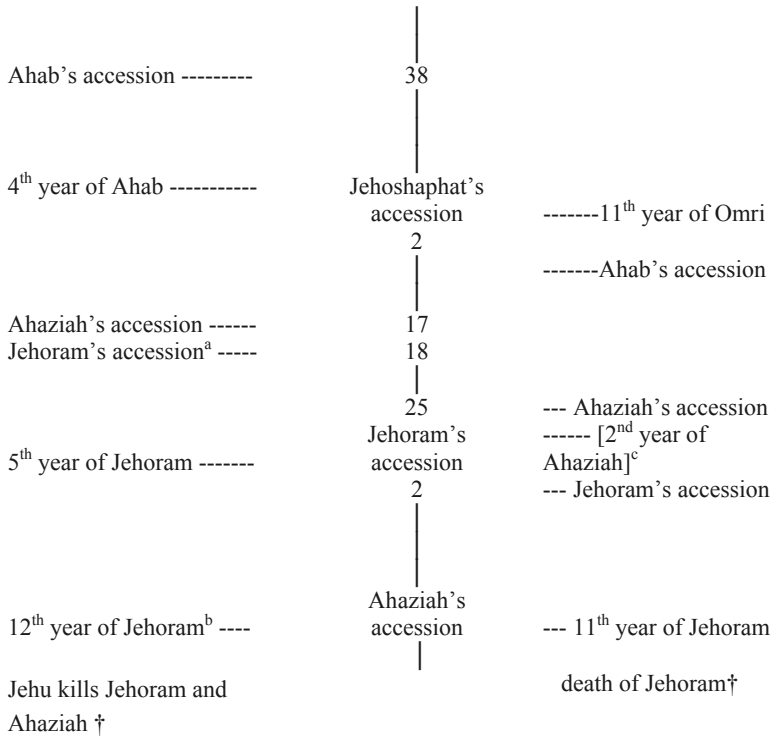 Ahab’s accession --------- 38
4th year of Ahab ----------- Jehoshaphat’s
accession -------11th year of Omri
2
-------Ahab’s accession
Ahaziah’s accession ------ 17
Jehoram’s accessionᵃ ----- 18
25 --- Ahaziah’s accession
Jehoram’s ------ [2nd year of
5th year of Jehoram ------- accession Ahaziah]ᶜ
2 --- Jehoram’s accession
Ahaziah’s
12th year of Jehoramᵇ ---- accession --- 11th year of Jehoram
Jehu kills Jehoram and death of Jehoram†
Ahaziah †